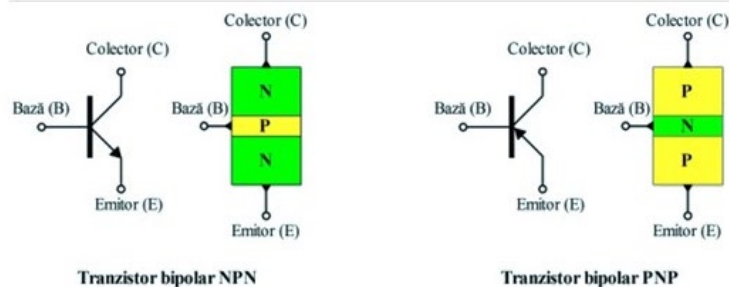 Colector (C)
Bază (B)
Emitor (E)
Colector (C)
N
Bază (B)
P
N
Emitor (E)
Tranzistor bipolar NPN
Colector (C)
Bază (B)
Emitor (E)
Colector (C)
P
Bază (B)
N
P
Emitor (E)
Tranzistor bipolar PNP